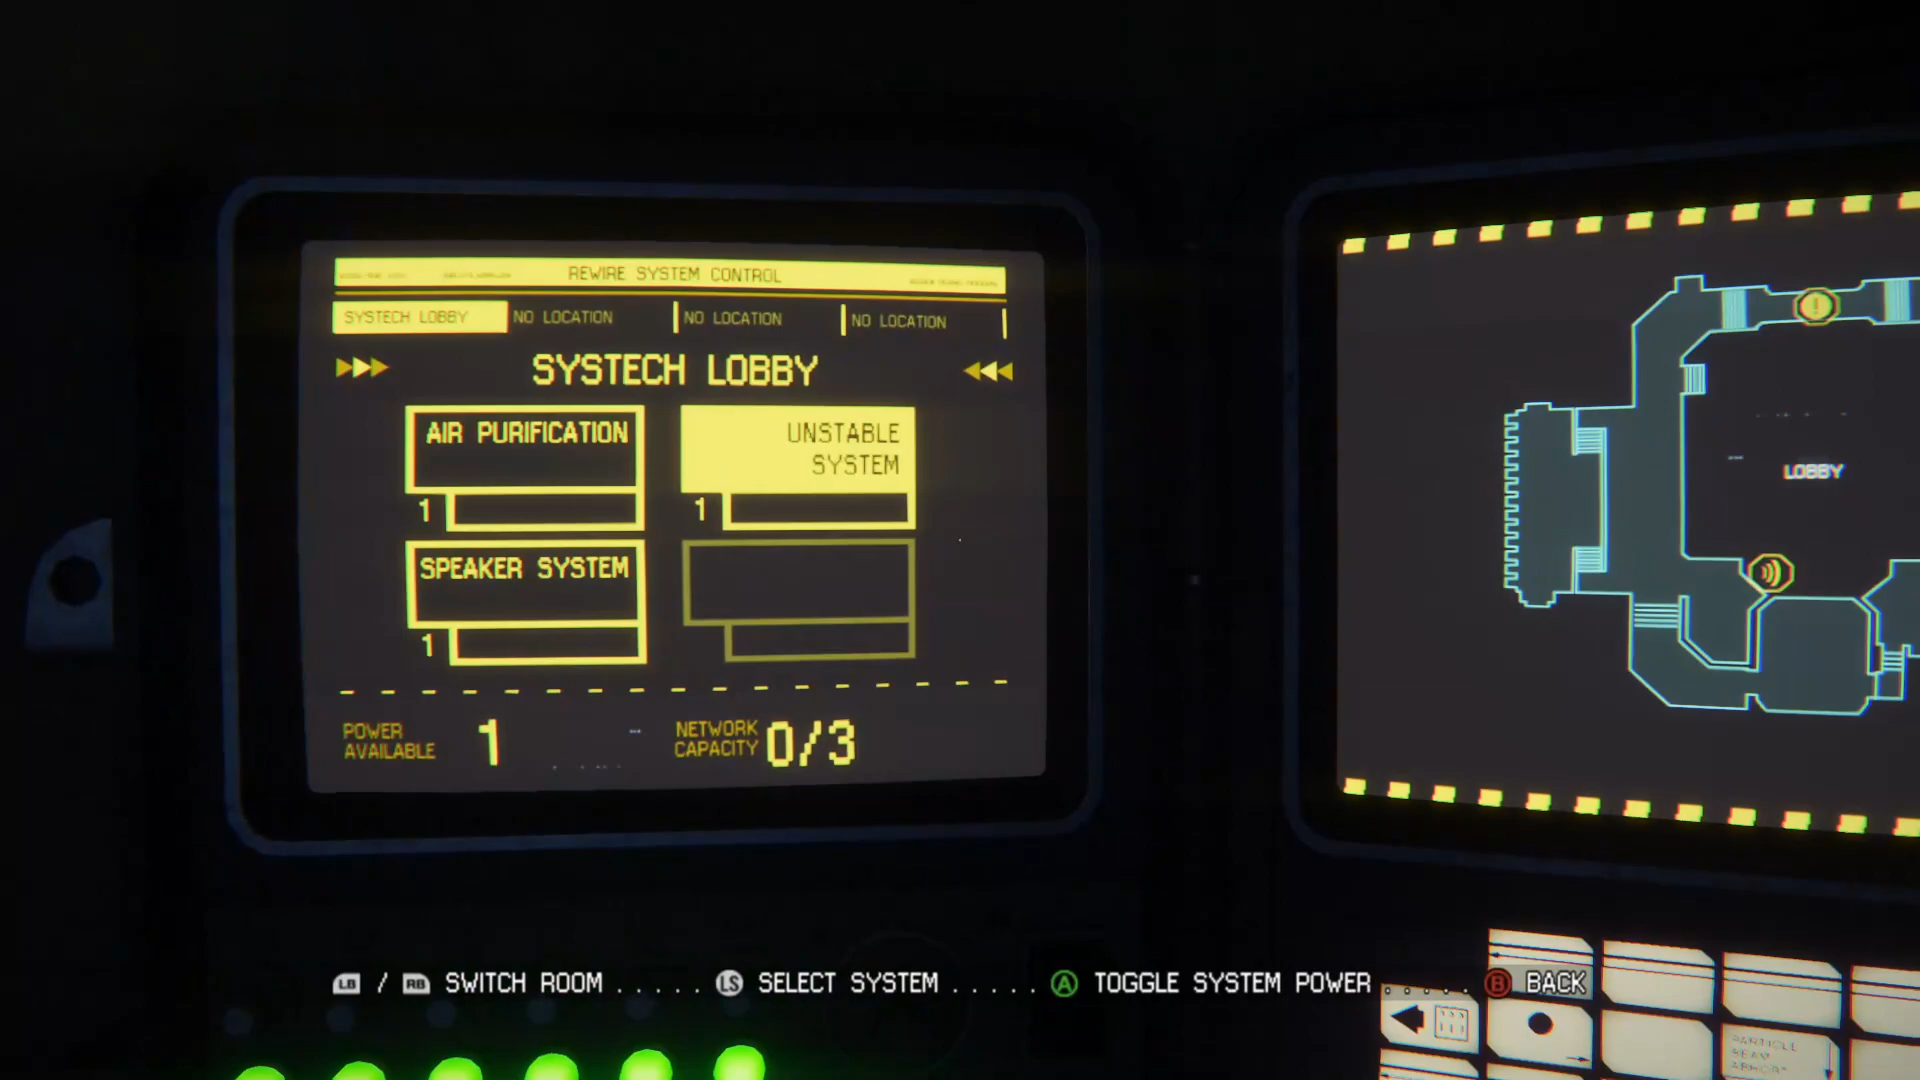 REWIRE SYSTEM CONTROL
SYSTECH LOBBY
NO LOCATION
NO LOCATION
NO LOCATION
SYSTECH LOBBY
AIR PURIFICATION
1
UNSTABLE
SYSTEM
1
SPEAKER SYSTEM
1
POWER
AVAILABLE
1
NETWORK
CAPACITY
0/3
LOBBY
LB / RB SWITCH ROOM . . . . . LS SELECT SYSTEM . . . . . A TOGGLE SYSTEM POWER . . . . . B BACK
PARTICLE
BEAM